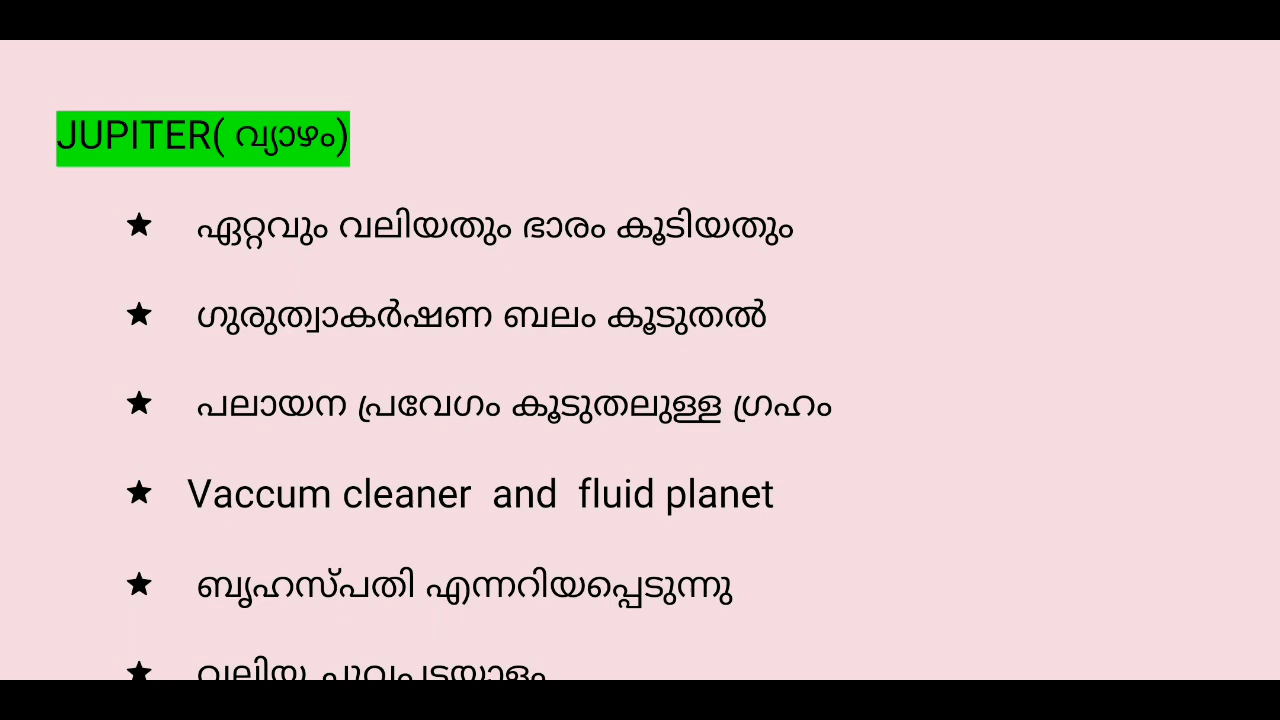 JUPITER( വ്യാഴം)
★ ഏറ്റവും വലിയതും ഭാരം കൂടിയതും
★ ഗുരുത്വാകർഷണ ബലം കൂടുതൽ
★ പലായന പ്രവേഗം കൂടുതലുള്ള ഗ്രഹം
★ Vaccum cleaner and fluid planet
★ ബൃഹസ്പതി എന്നറിയപ്പെടുന്നു
★ വലിയ